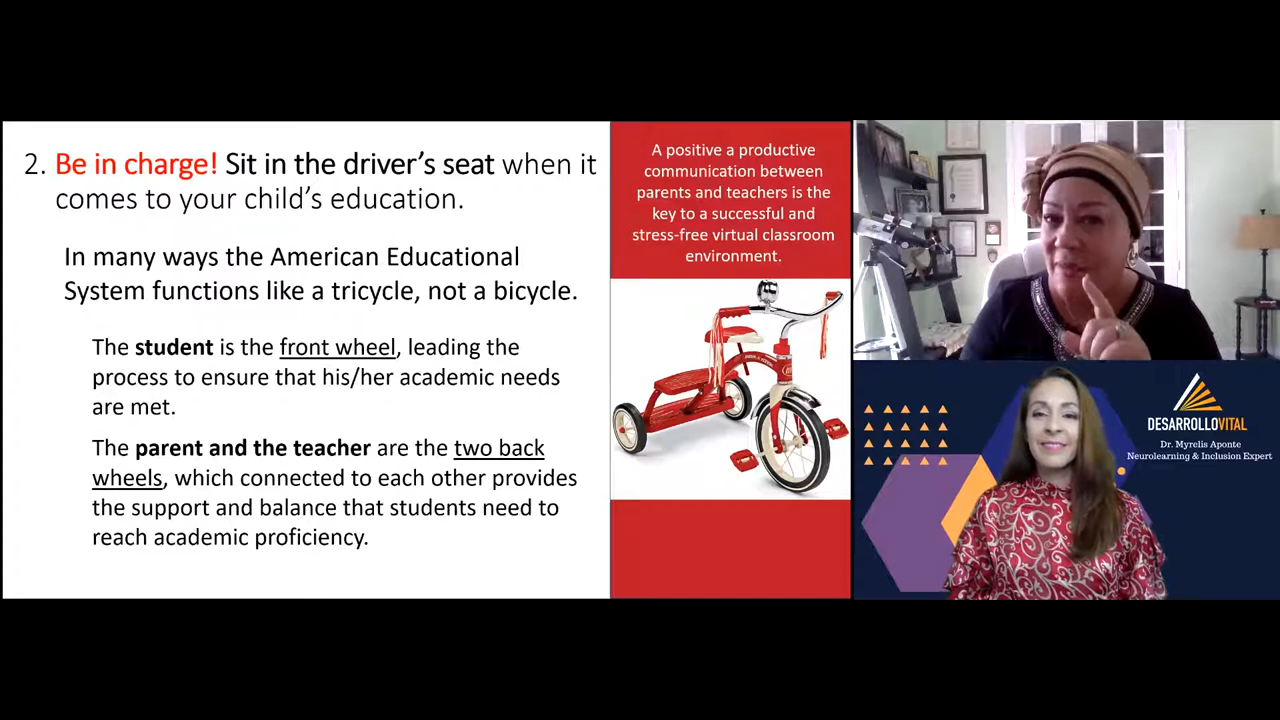 2. Be in charge! Sit in the driver's seat when it
comes to your child's education.
In many ways the American Educational
System functions like a tricycle, not a bicycle.
The student is the front wheel, leading the
process to ensure that his/her academic needs
are met.
The parent and the teacher are the two back
wheels, which connected to each other provides
the support and balance that students need to
reach academic proficiency.
A positive a productive
communication between
parents and teachers is the
key to a successful and
stress-free virtual classroom
environment.
DESARROLLOVITAL
Dr. Myrelis Aponte
Neurolearning & Inclusion Expert